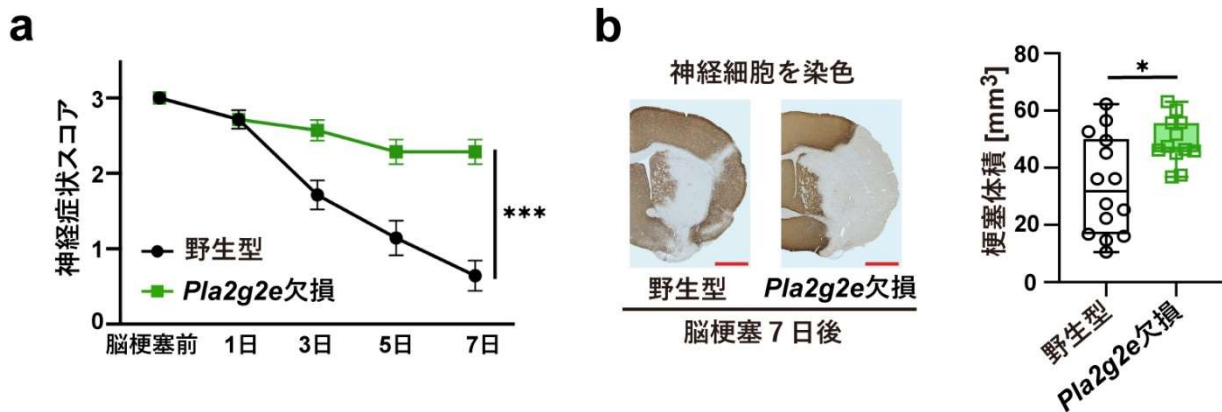 a
神経症状スコア
3
2
1
0
野生型
Pla2g2e欠損
***
脳梗塞前 1日 3日 5日 7日
b
神経細胞を染色
野生型 Pla2g2e欠損
脳梗塞7日後
梗塞体積 [mm³]
80
60
40
20
0
*
野生型
Pla2g2e欠損